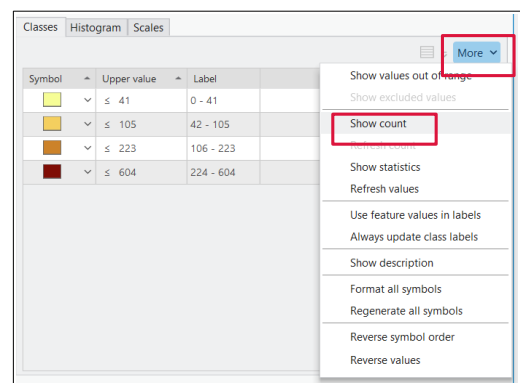 Classes Histogram Scales
More
Symbol Upper value Label
≤ 41 0 - 41
≤ 105 42 - 105
≤ 223 106 - 223
≤ 604 224 - 604
Show values out of range
Show excluded values
Show count
Refresh count
Show statistics
Refresh values
Use feature values in labels
Always update class labels
Show description
Format all symbols
Regenerate all symbols
Reverse symbol order
Reverse values